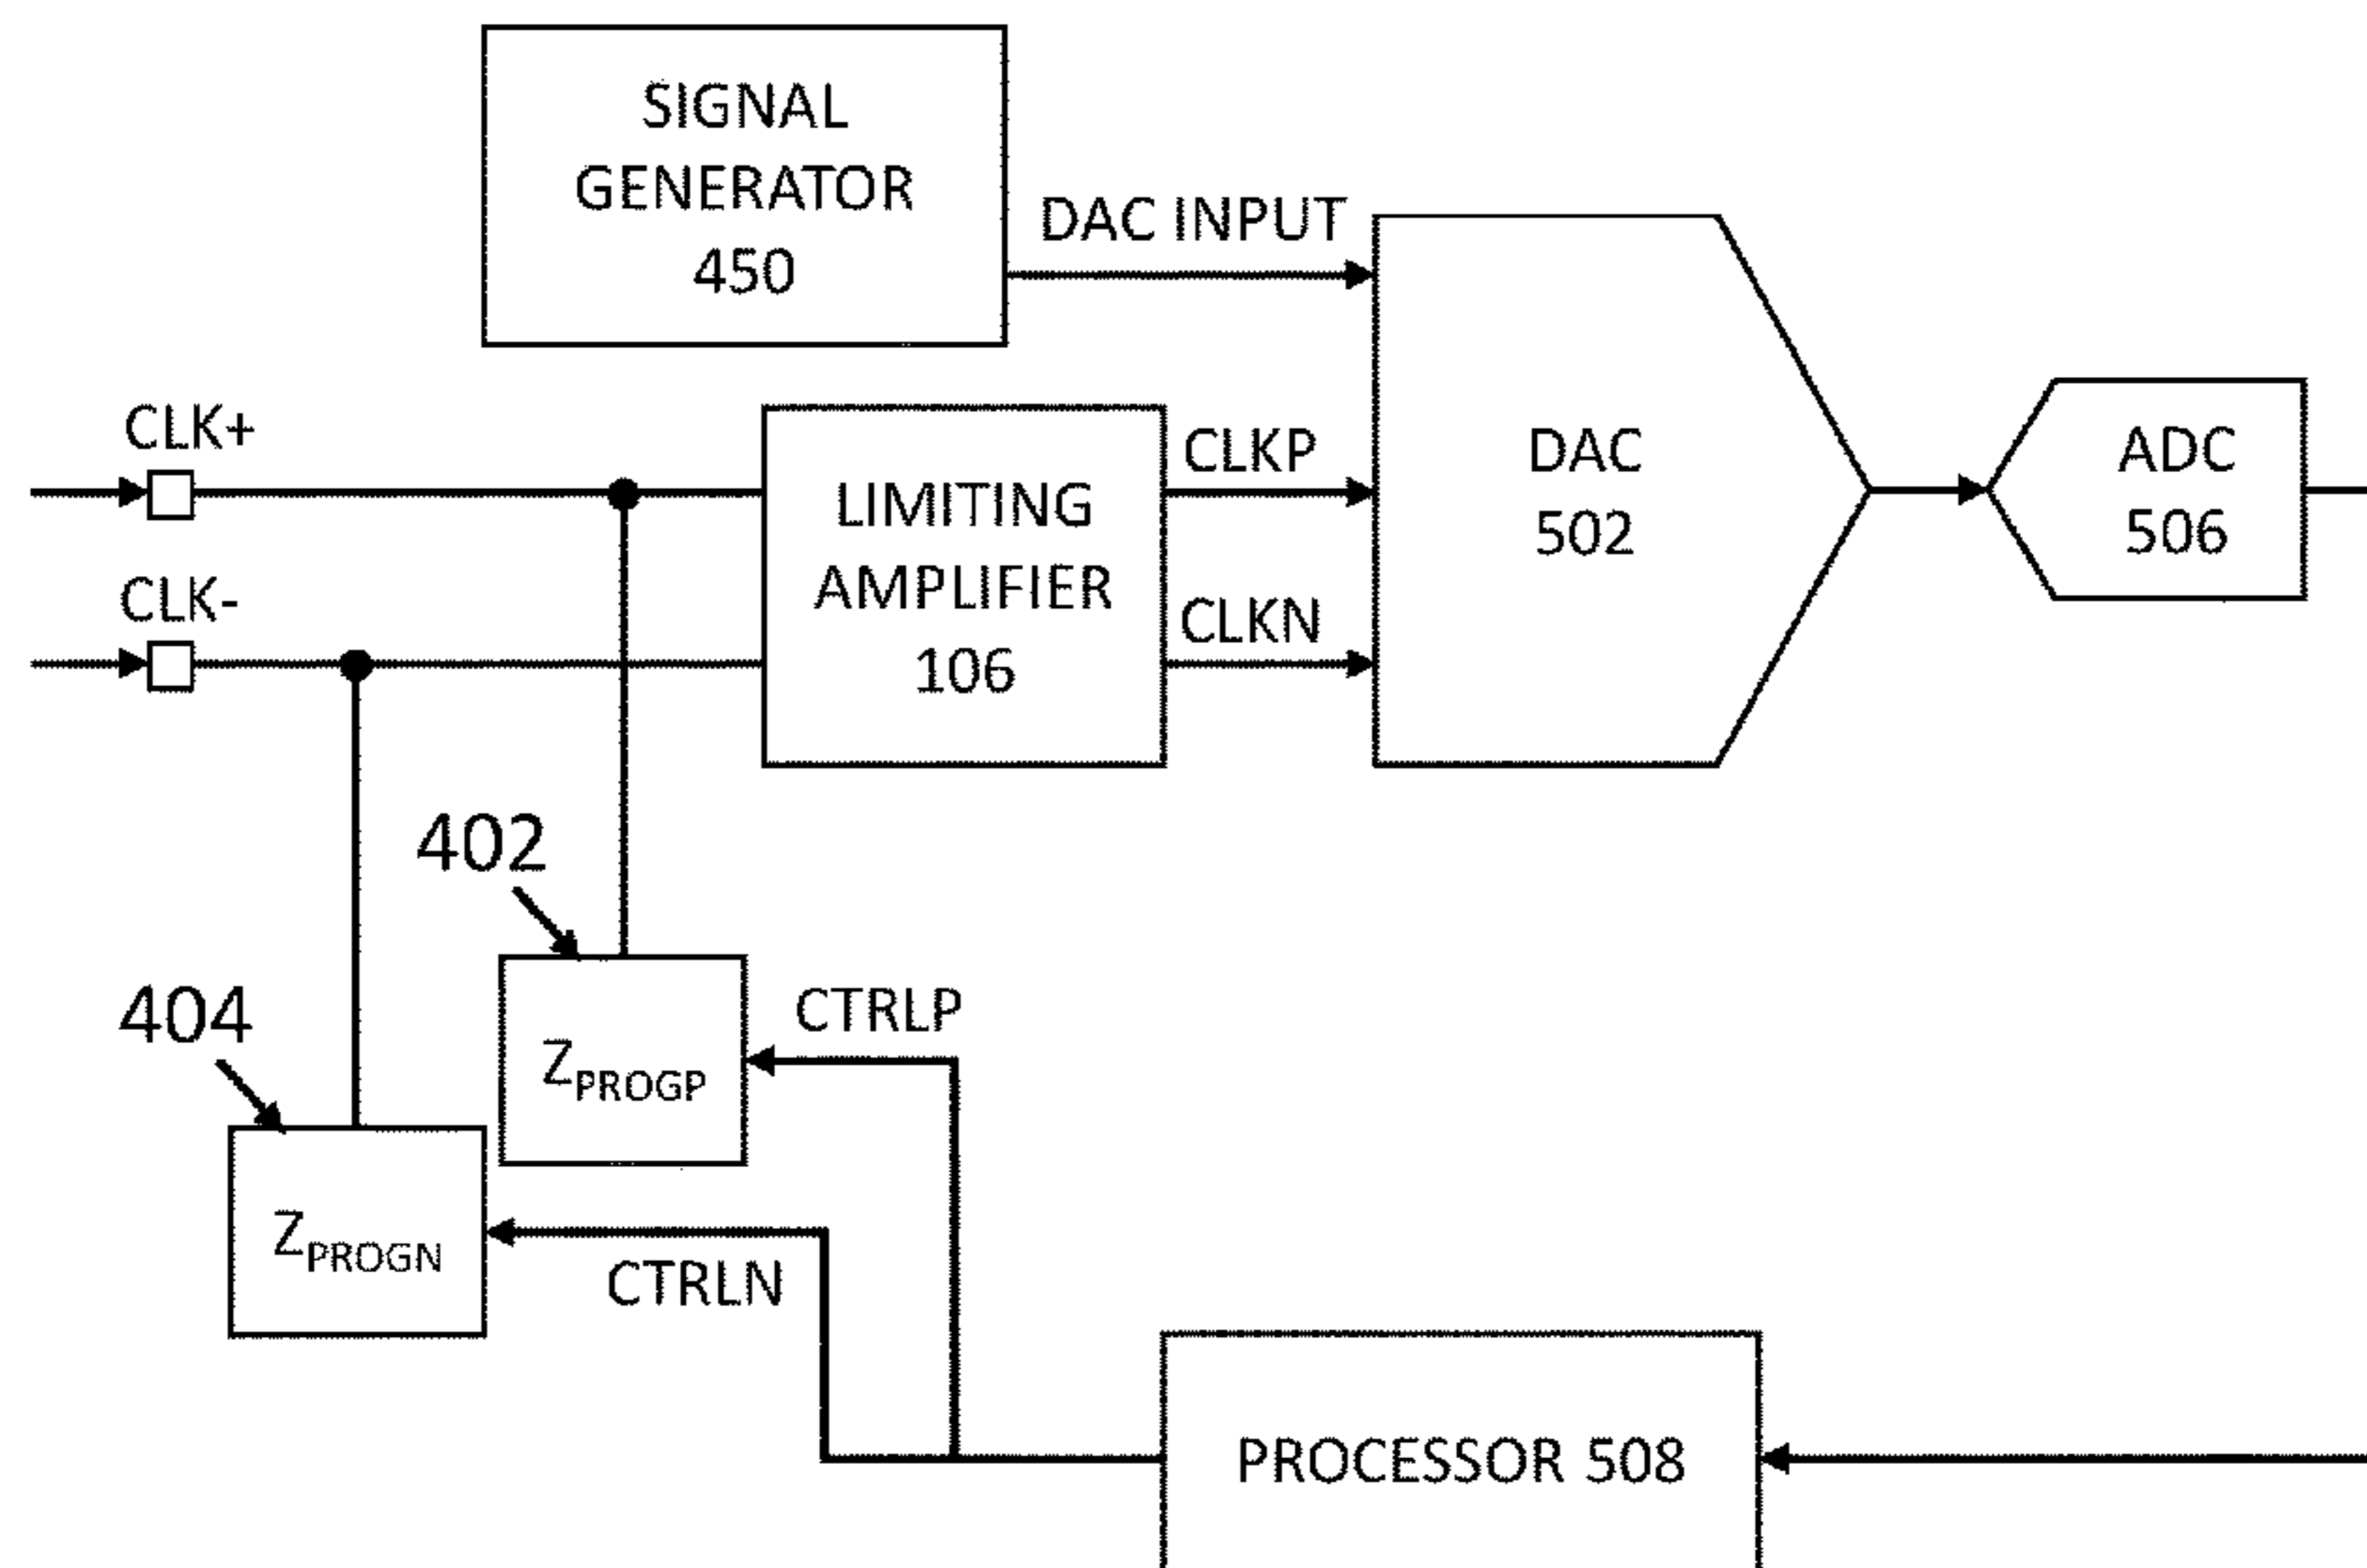 SIGNAL
GENERATOR
450
DAC INPUT
CLK+
CLK-
LIMITING
AMPLIFIER
106
CLKP
CLKN
DAC
502
ADC
506
402
404
ZPROGP
CTRLP
ZPROGN
CTRLN
PROCESSOR 508